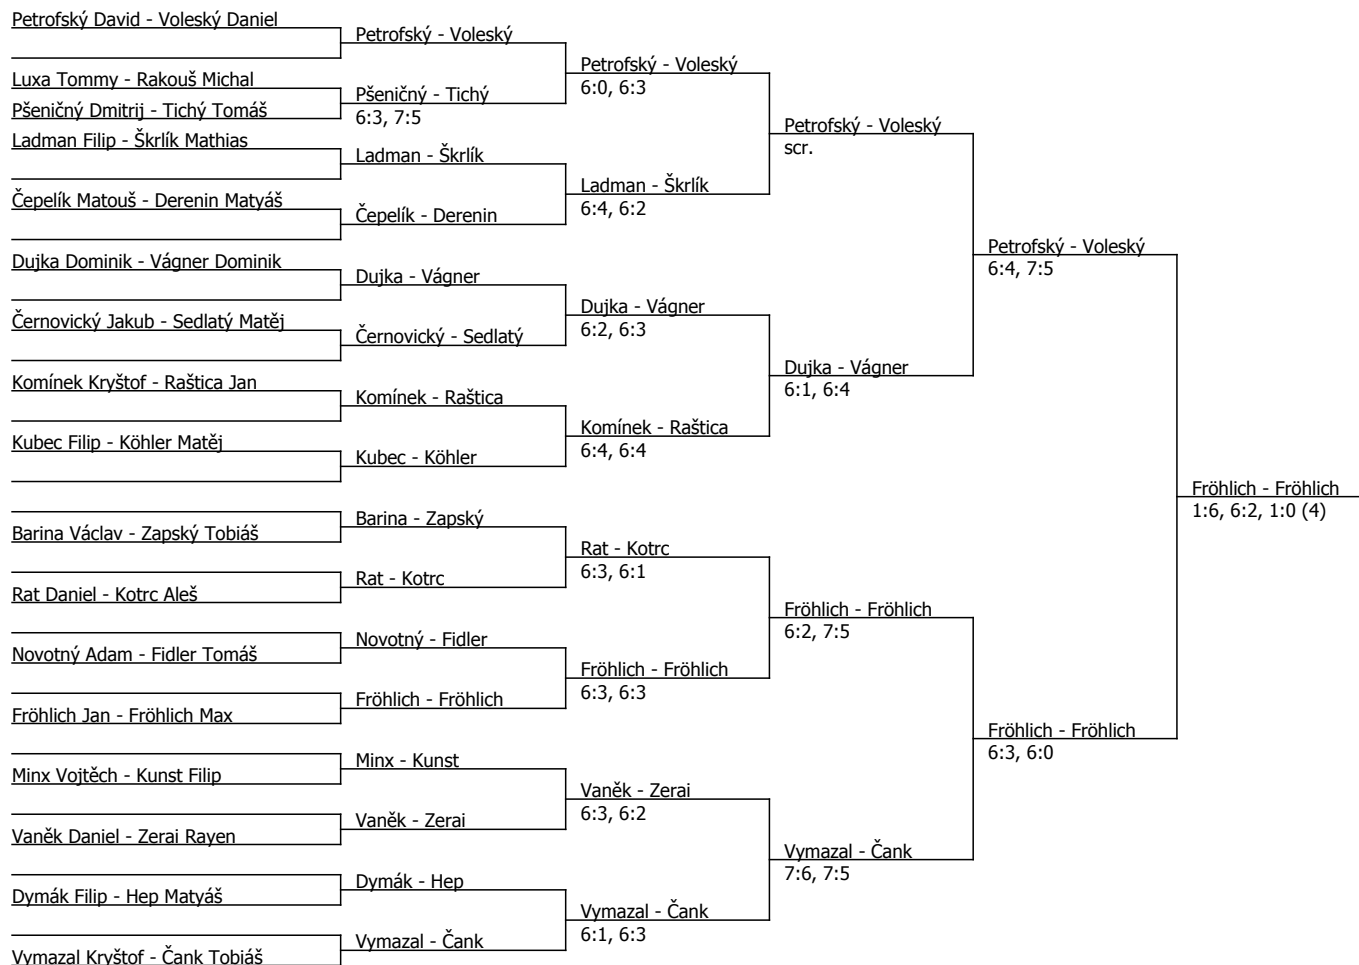 Petrofský David - Voleský Daniel
Luxa Tommy - Rakouš Michal
Pšeničný Dmitrij - Tichý Tomáš
Ladman Filip - Škrlík Mathias
Čepelík Matouš - Derenin Matyáš
Dujka Dominik - Vágner Dominik
Černovický Jakub - Sedlatý Matěj
Komínek Kryštof - Raštica Jan
Kubec Filip - Köhler Matěj
Barina Václav - Zapský Tobiáš
Rat Daniel - Kotrc Aleš
Novotný Adam - Fidler Tomáš
Fröhlich Jan - Fröhlich Max
Minx Vojtěch - Kunst Filip
Vaněk Daniel - Zerai Rayen
Dymák Filip - Hep Matyáš
Vymazal Kryštof - Čank Tobiáš
Petrofský - Voleský
Pšeničný - Tichý
6:3, 7:5
Ladman - Škrlík
Čepelík - Derenin
Dujka - Vágner
Černovický - Sedlatý
Komínek - Raštica
Kubec - Köhler
Barina - Zapský
Rat - Kotrc
Novotný - Fidler
Fröhlich - Fröhlich
Minx - Kunst
Vaněk - Zerai
Dymák - Hep
Vymazal - Čank
Petrofský - Voleský
6:0, 6:3
Ladman - Škrlík
6:4, 6:2
Dujka - Vágner
6:2, 6:3
Komínek - Raštica
6:4, 6:4
Rat - Kotrc
6:3, 6:1
Fröhlich - Fröhlich
6:3, 6:3
Vaněk - Zerai
6:3, 6:2
Vymazal - Čank
6:1, 6:3
Petrofský - Voleský
scr.
Dujka - Vágner
6:1, 6:4
Fröhlich - Fröhlich
6:2, 7:5
Vymazal - Čank
7:6, 7:5
Petrofský - Voleský
6:4, 7:5
Fröhlich - Fröhlich
6:3, 6:0
Fröhlich - Fröhlich
1:6, 6:2, 1:0 (4)